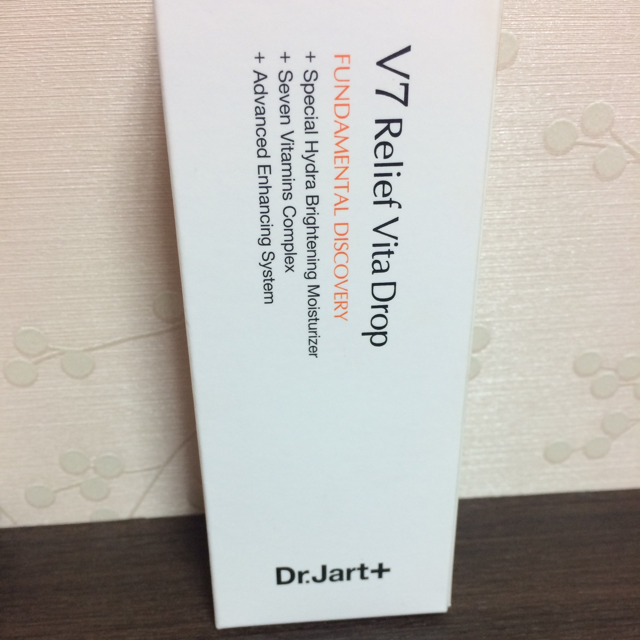 V7 Relief Vita Drop
FUNDAMENTAL DISCOVERY
+ Special Hydra Brightening Moisturizer
+ Seven Vitamins Complex
+ Advanced Enhancing System
Dr.Jart+